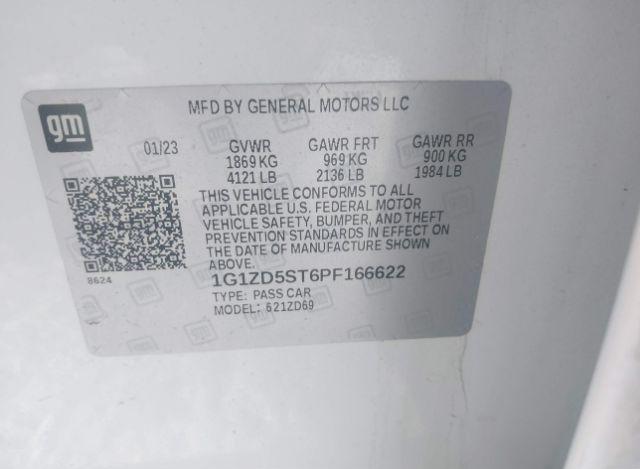 gm
MFD BY GENERAL MOTORS LLC
01/23 GVWR GAWR FRT GAWR RR
1869 KG 969 KG 900 KG
4121 LB 2136 LB 1984 LB
THIS VEHICLE CONFORMS TO ALL
APPLICABLE U.S. FEDERAL MOTOR
VEHICLE SAFETY, BUMPER, AND THEFT
PREVENTION STANDARDS IN EFFECT ON
THE DATE OF MANUFACTURE SHOWN
ABOVE.
8624
1G1ZD5ST6PF166622
TYPE: PASS CAR
MODEL: 621ZD69